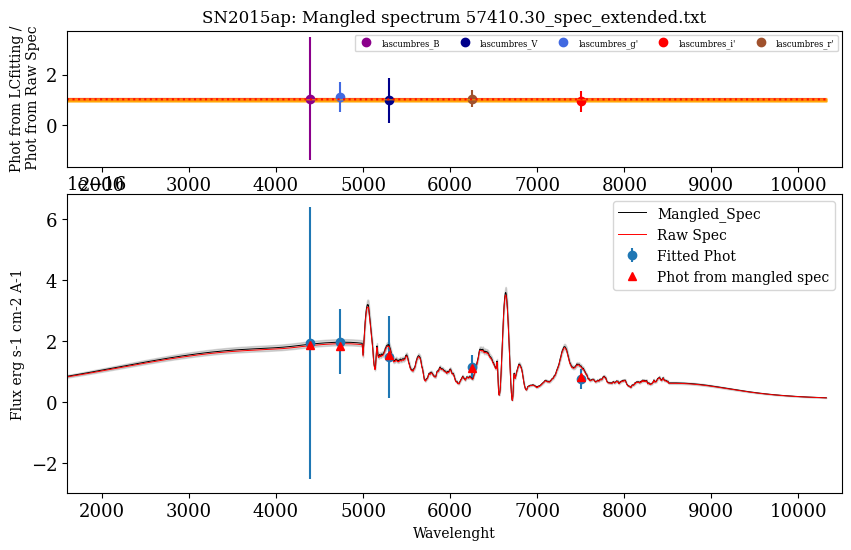 SN2015ap: Mangled spectrum 57410.30_spec_extended.txt
Phot from LCfitting /
Phot from Raw Spec
lascumbres_B lascumbres_V lascumbres_g' lascumbres_i' lascumbres_r'
2
0
2000 3000 4000 5000 6000 7000 8000 9000 10000
1e−16
Flux erg s-1 cm-2 A-1
Mangled_Spec
Raw Spec
Fitted Phot
Phot from mangled spec
6
4
2
0
−2
2000 3000 4000 5000 6000 7000 8000 9000 10000
Wavelenght